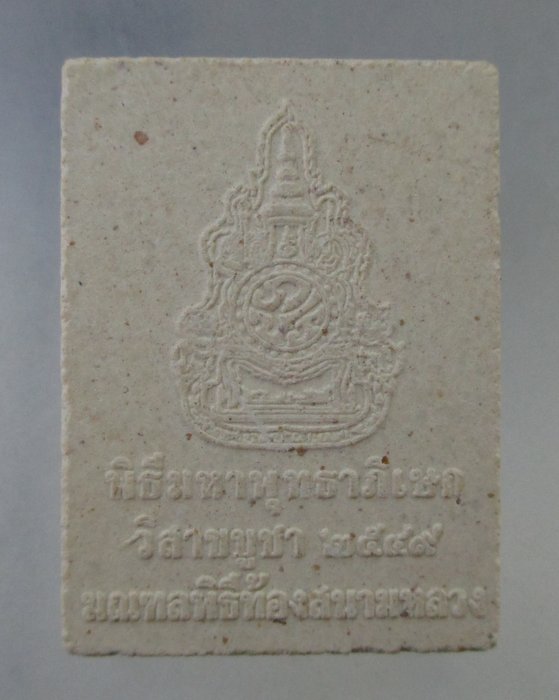 พิธีมหาพุทธาภิเษก
วิสาขบูชา ๒๕๔๙
มณฑลพิธีท้องสนามหลวง